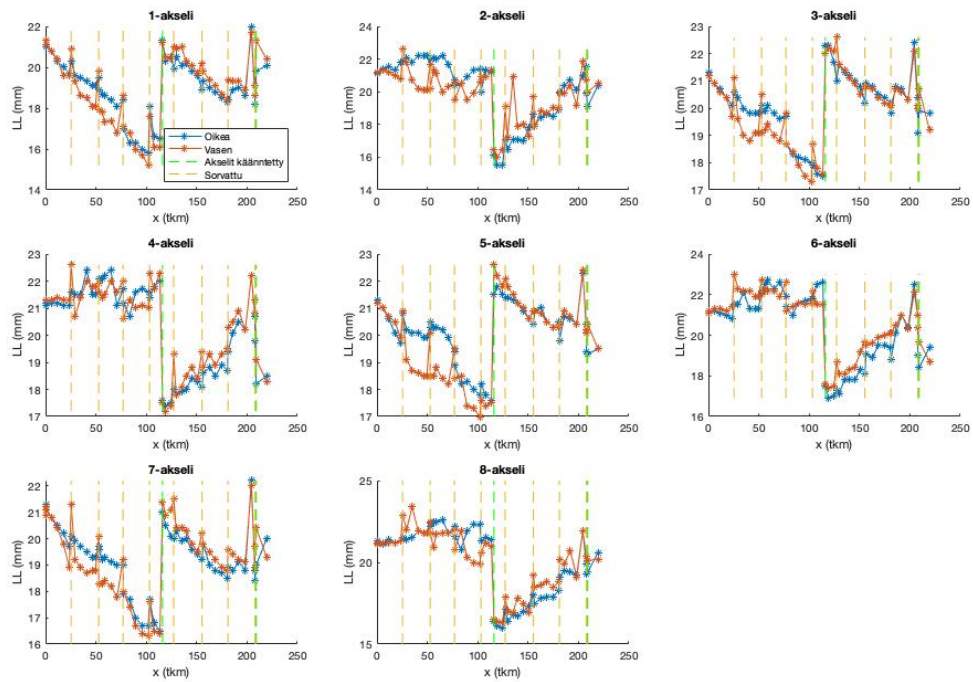 1-akseli
22
20
18
16
14
LL (mm)
0 50 100 150 200 250
x (tkm)
Oikea
Vasen
Akselit käänntetty
Sorvattu
2-akseli
24
22
20
18
16
14
LL (mm)
0 50 100 150 200 250
x (tkm)
3-akseli
23
22
21
20
19
18
17
LL (mm)
0 50 100 150 200 250
x (tkm)
4-akseli
23
22
21
20
19
18
17
LL (mm)
0 50 100 150 200 250
x (tkm)
5-akseli
23
22
21
20
19
18
17
LL (mm)
0 50 100 150 200 250
x (tkm)
6-akseli
24
22
20
18
16
LL (mm)
0 50 100 150 200 250
x (tkm)
7-akseli
22
21
20
19
18
17
16
LL (mm)
0 50 100 150 200 250
x (tkm)
8-akseli
25
20
15
LL (mm)
0 50 100 150 200 250
x (tkm)